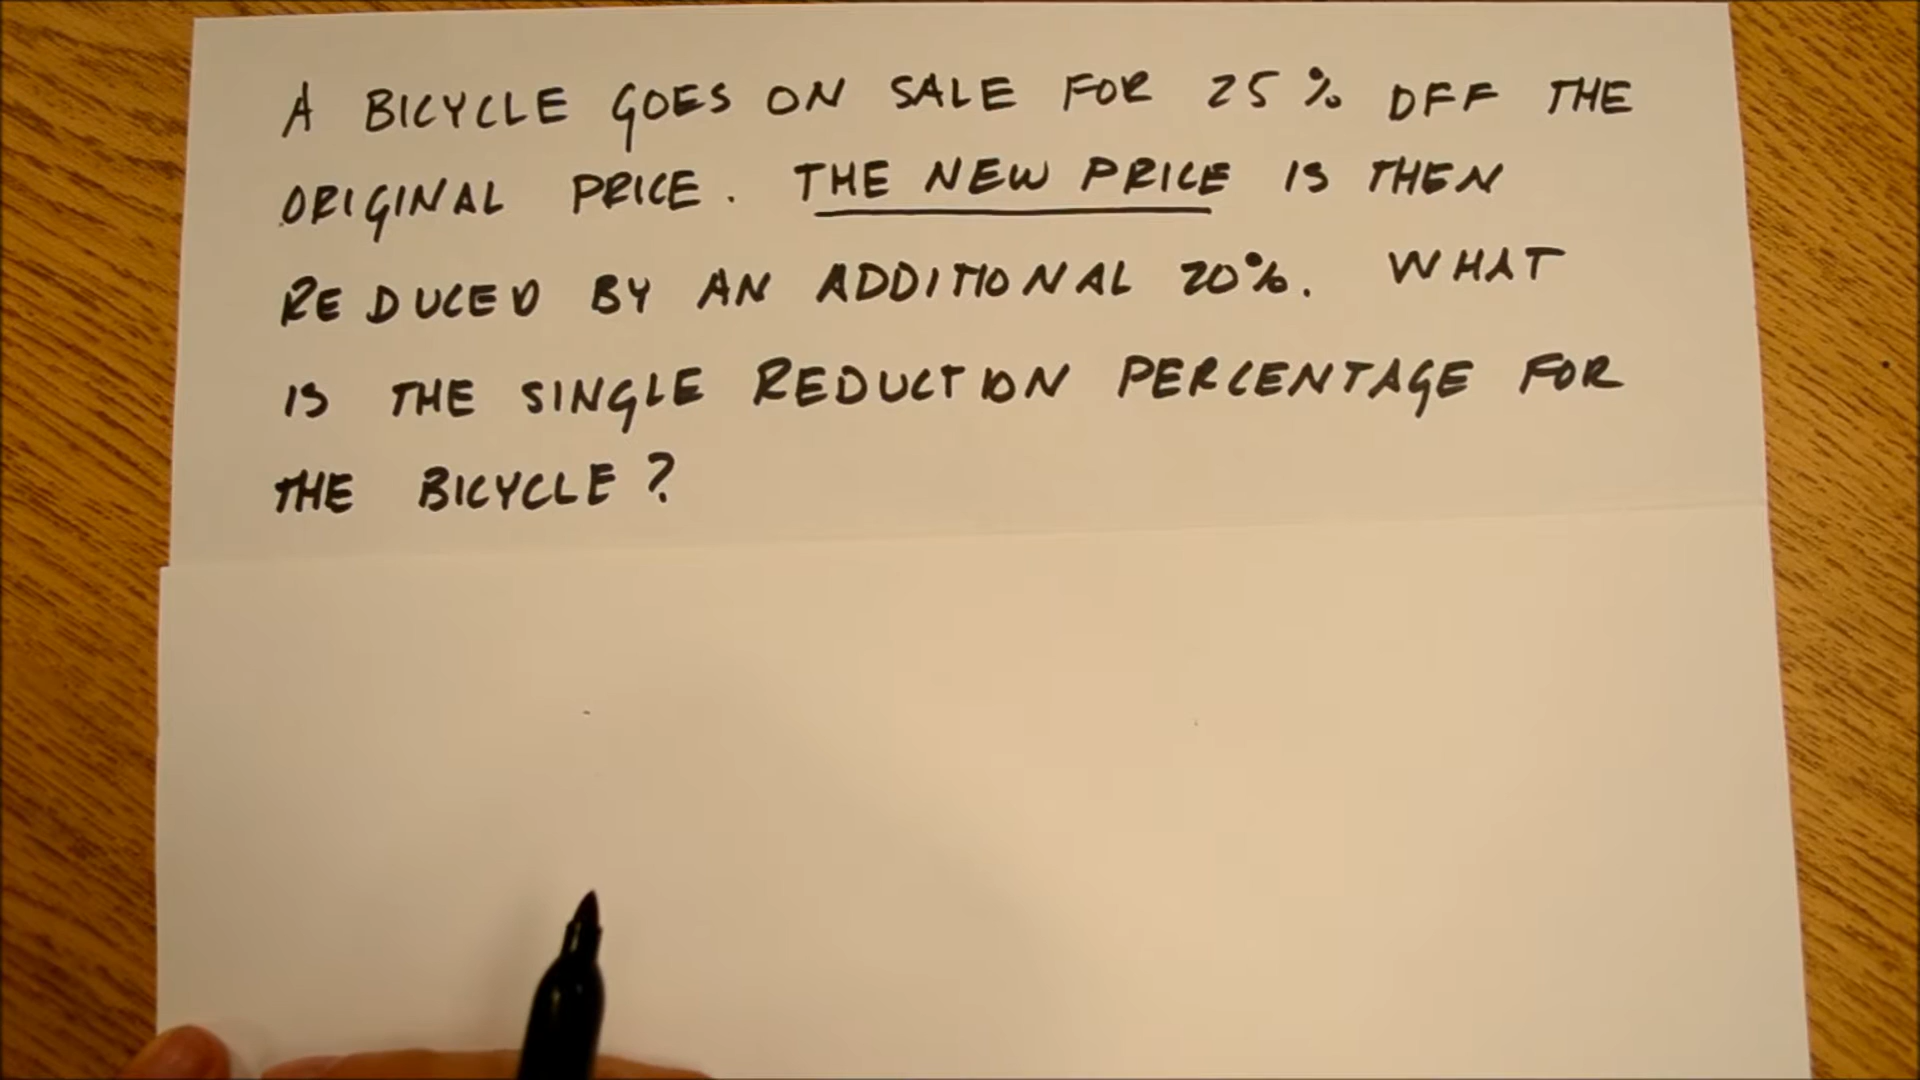 A BICYCLE GOES ON SALE FOR 25% OFF THE
ORIGINAL PRICE. THE NEW PRICE IS THEN
REDUCED BY AN ADDITIONAL 20%. WHAT
IS THE SINGLE REDUCTION PERCENTAGE FOR
THE BICYCLE?